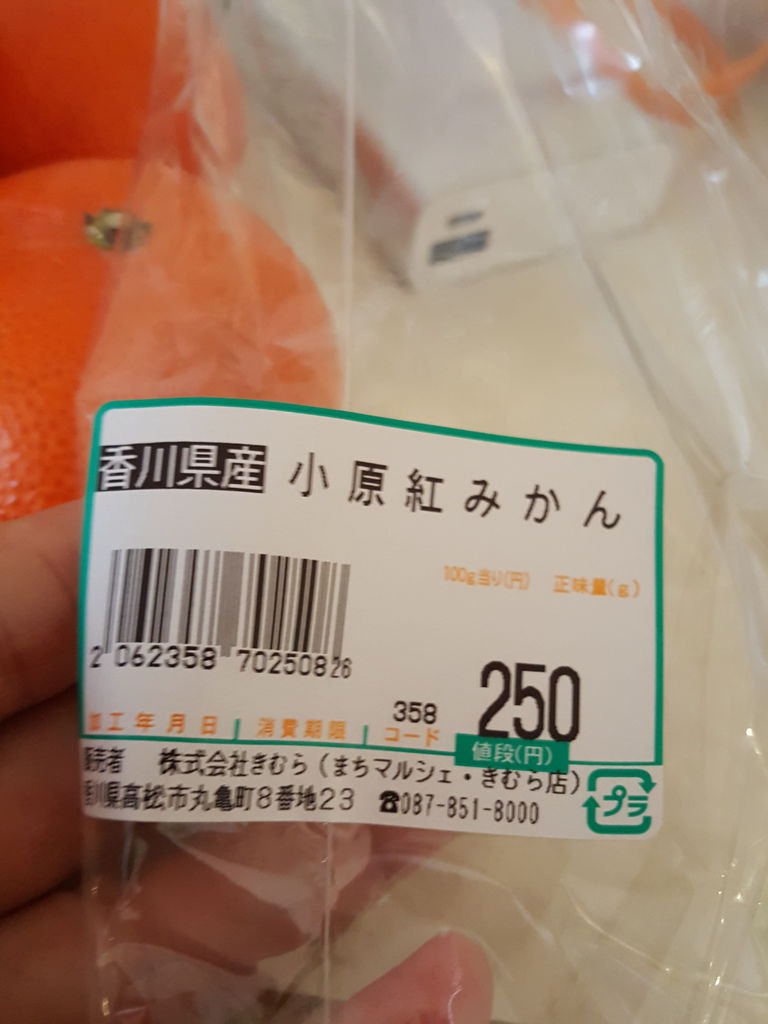 香川県産 小原紅みかん
100g当り(円) 正味量(g)
2 062358 702508 26
250
358
加工年月日 消費期限 コード 値段(円)
販売者 株式会社きむら(まちマルシェ・きむら店)
香川県高松市丸亀町8番地23 ☎087-851-8000
プラ